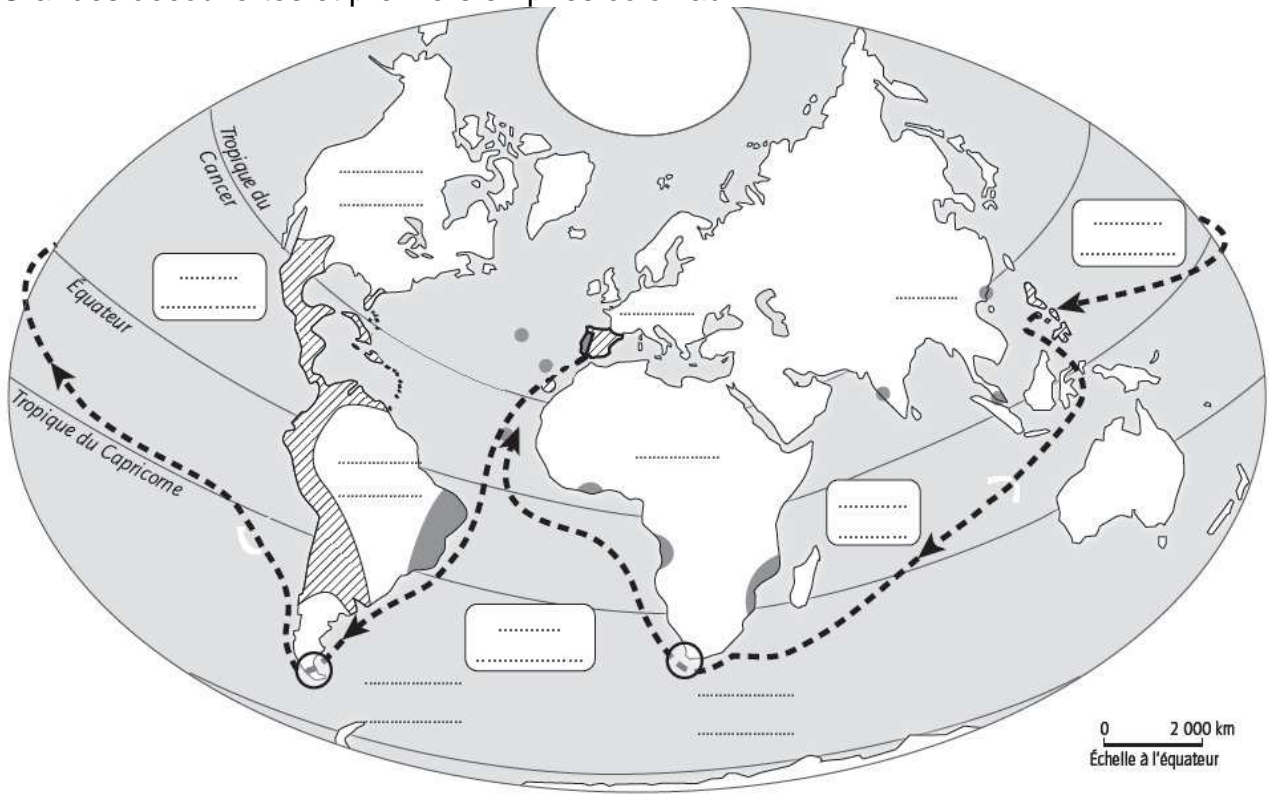 Tropique du
Cancer
Équateur
Tropique du Capricorne
0 2 000 km
Échelle à l'équateur